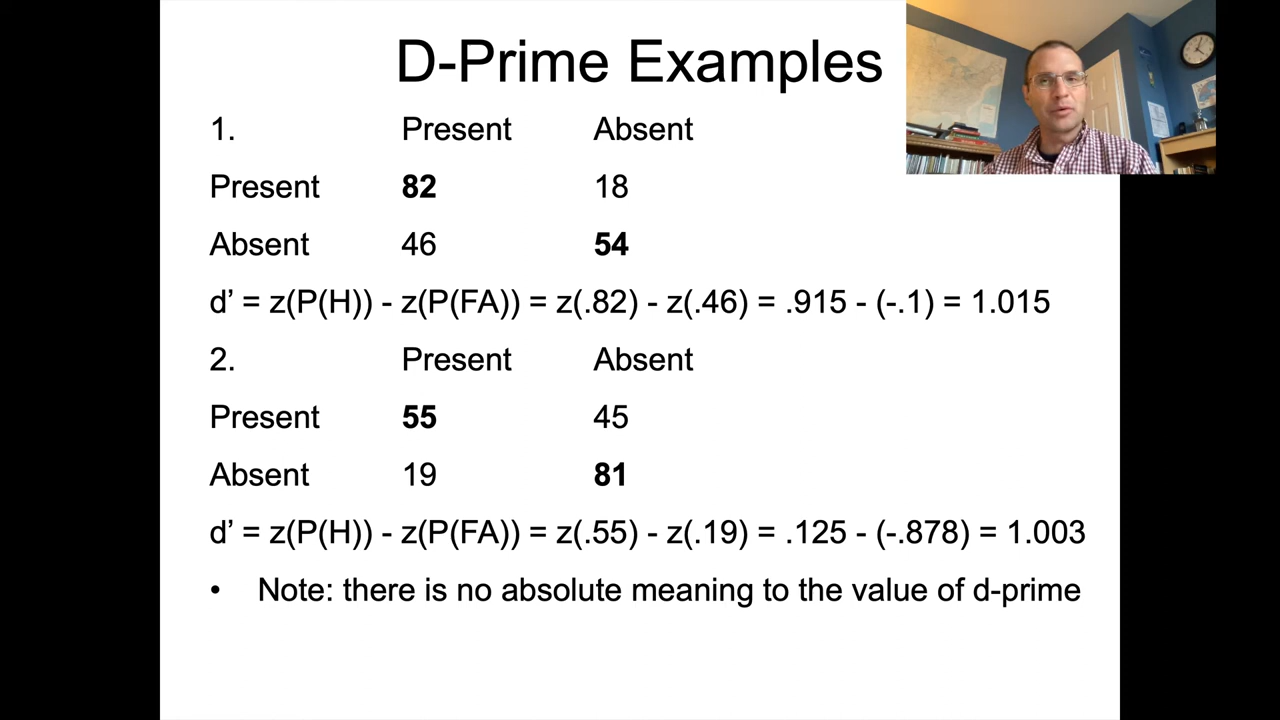 D-Prime Examples
1. Present Absent
Present 82 18
Absent 46 54
d’ = z(P(H)) - z(P(FA)) = z(.82) - z(.46) = .915 - (-.1) = 1.015
2. Present Absent
Present 55 45
Absent 19 81
d’ = z(P(H)) - z(P(FA)) = z(.55) - z(.19) = .125 - (-.878) = 1.003
• Note: there is no absolute meaning to the value of d-prime